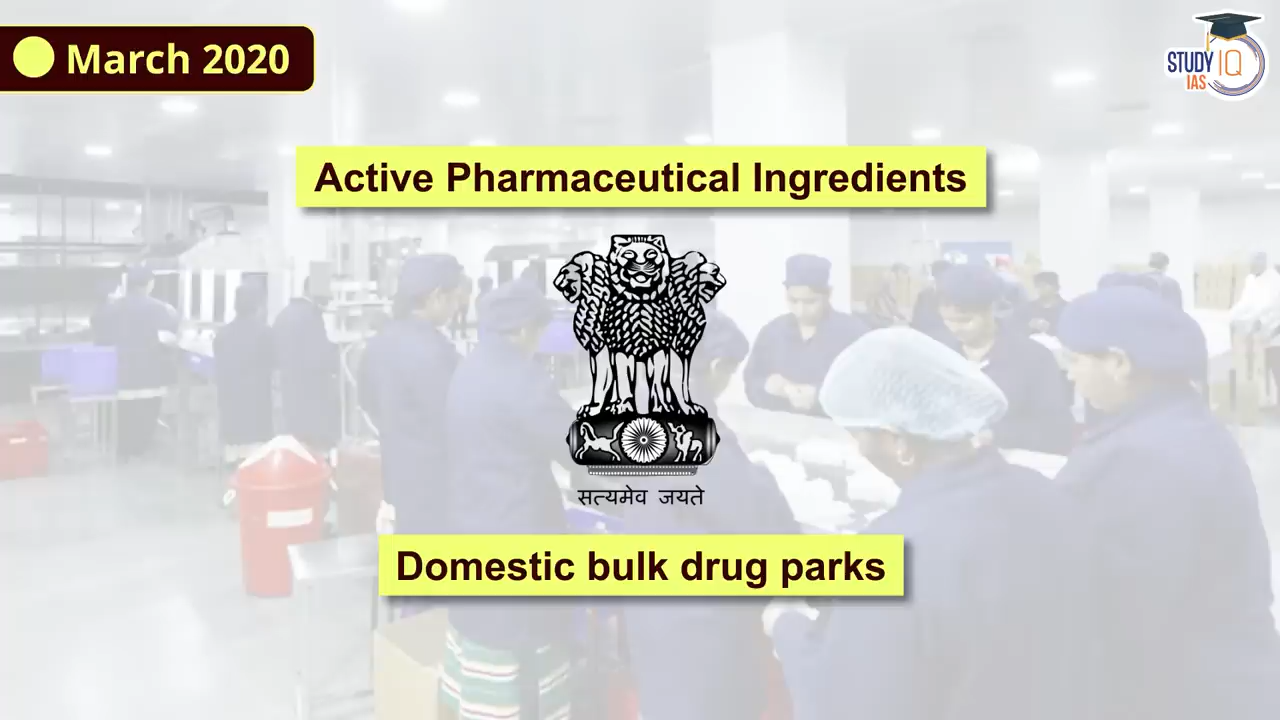 March 2020
STUDY IQ
IAS
Active Pharmaceutical Ingredients
सत्यमेव जयते
Domestic bulk drug parks